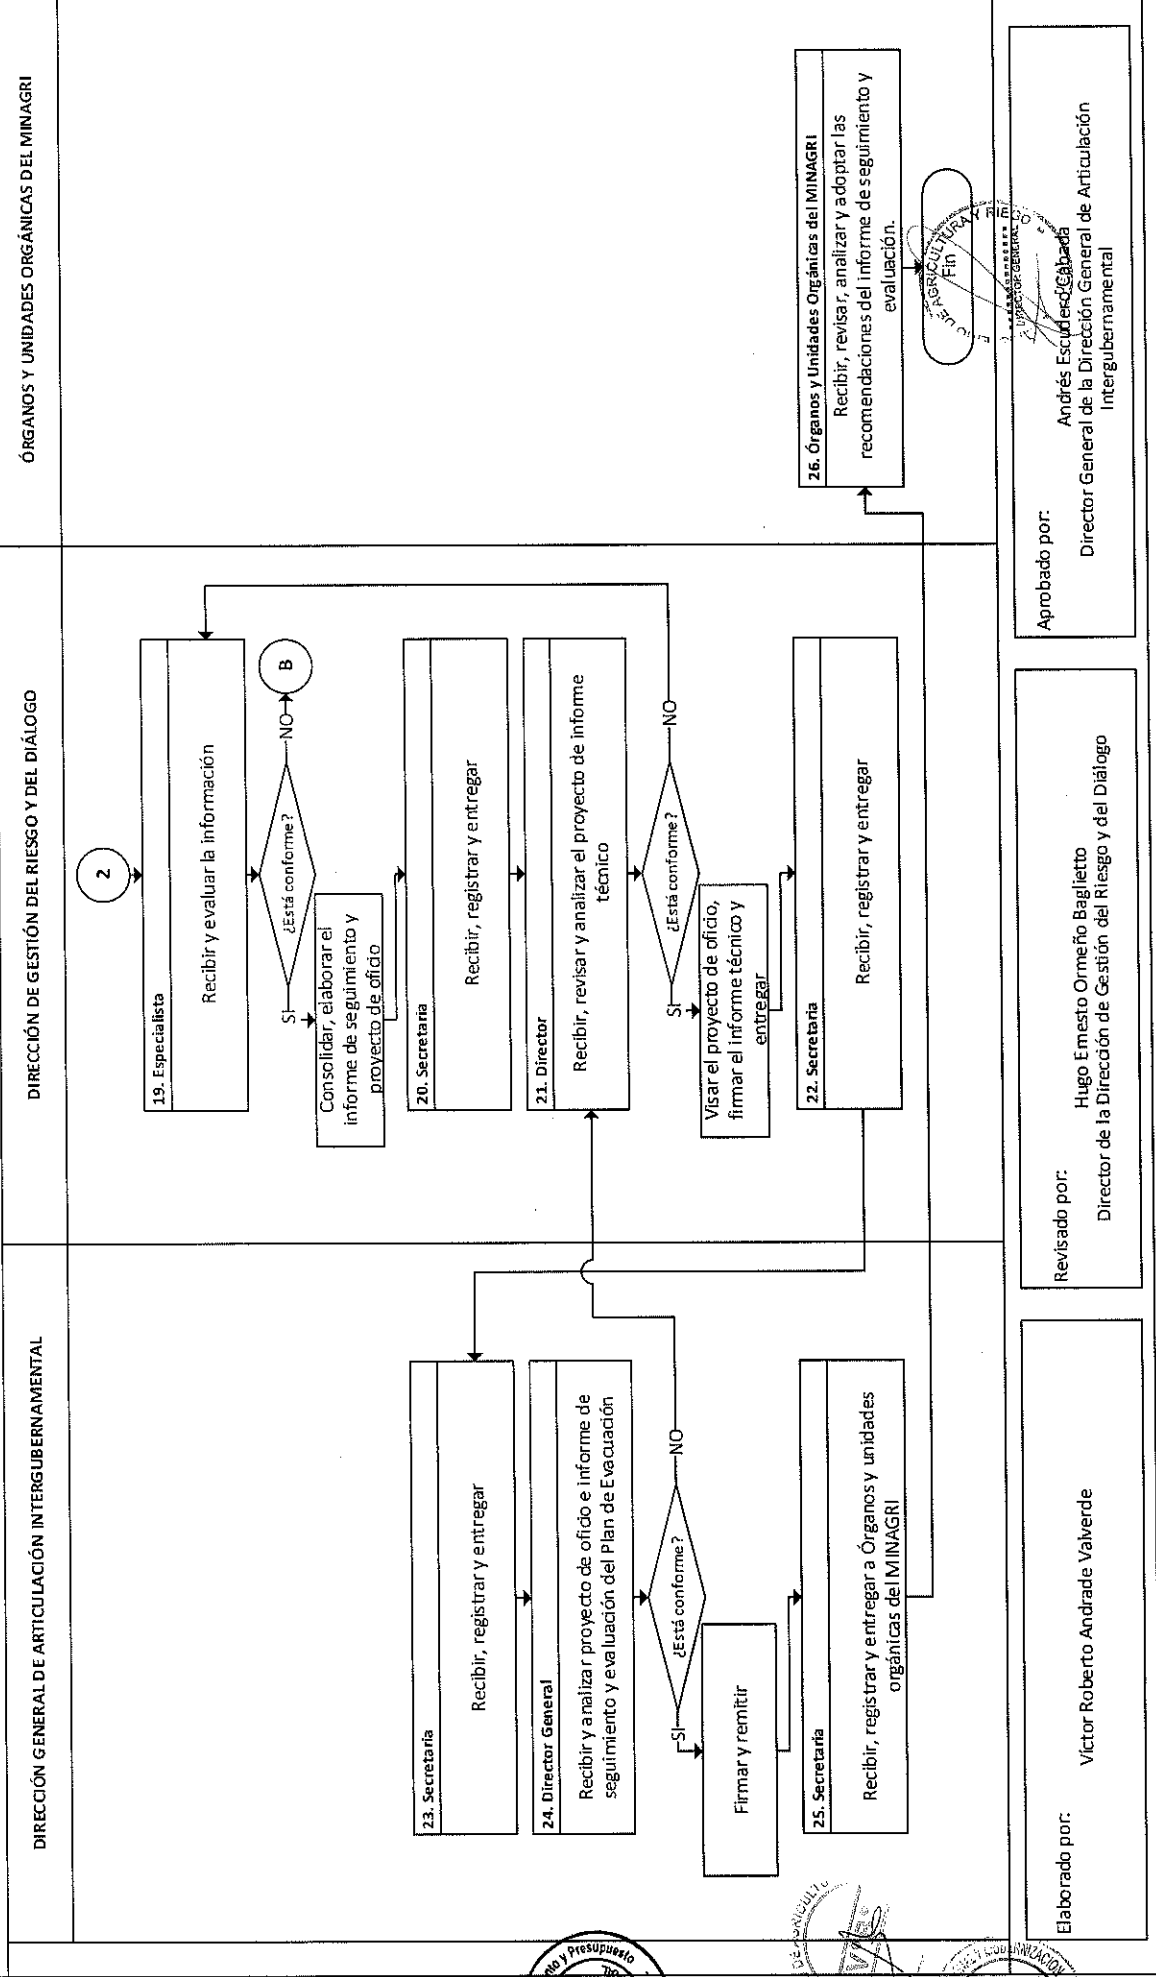 DIRECCIÓN GENERAL DE ARTICULACIÓN INTERGUBERNAMENTAL
DIRECCIÓN DE GESTIÓN DEL RIESGO Y DEL DIÁLOGO
ÓRGANOS Y UNIDADES ORGÁNICAS DEL MINAGRI
2
19. Especialista
Recibir y evaluar la información
¿Está conforme?
NO
B
SI
Consolidar, elaborar el
informe de seguimiento y
proyecto de oficio
20. Secretaria
Recibir, registrar y entregar
21. Director
Recibir, revisar y analizar el proyecto de informe
técnico
¿Está conforme?
NO
SI
Visar el proyecto de oficio,
firmar el informe técnico y
entregar
22. Secretaria
Recibir, registrar y entregar
23. Secretaria
Recibir, registrar y entregar
24. Director General
Recibir y analizar proyecto de oficio e informe de
seguimiento y evaluación del Plan de Evacuación
¿Está conforme?
NO
SI
Firmar y remitir
25. Secretaria
Recibir, registrar y entregar a Órganos y unidades
orgánicas del MINAGRI
26. Órganos y Unidades Orgánicas del MINAGRI
Recibir, revisar, analizar y adoptar las
recomendaciones del informe de seguimiento y
evaluación.
Fin
DE AGRICULTURA Y RIEGO
DIRECTOR GENERAL
Elaborado por:
Víctor Roberto Andrade Valverde
Revisado por:
Hugo Ernesto Ormeño Baglietto
Director de la Dirección de Gestión del Riesgo y del Diálogo
Aprobado por:
Andrés Escudero Cabada
Director General de la Dirección General de Articulación
Intergubernamental
y Presupuesto